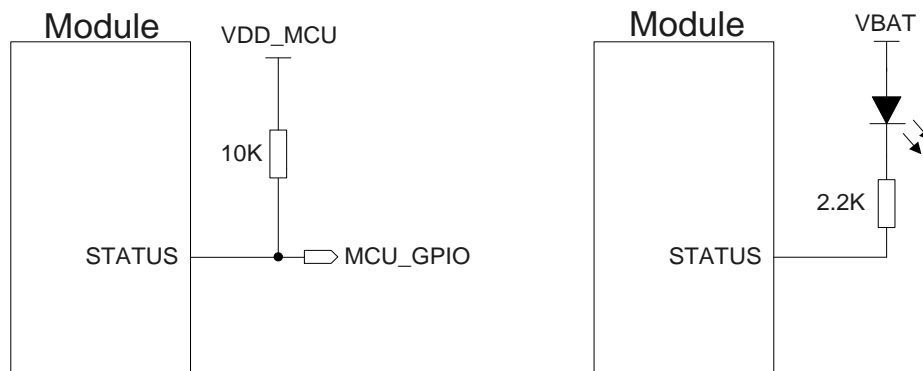 Module
VDD_MCU
10K
STATUS
MCU_GPIO
Module
VBAT
2.2K
STATUS